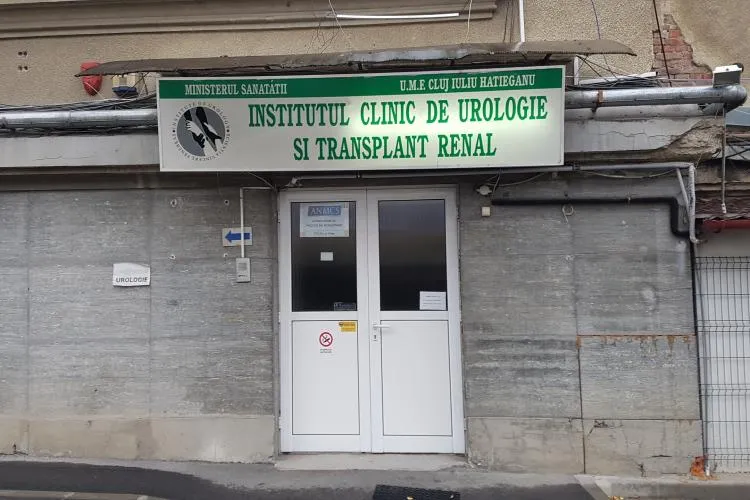 MINISTERUL SANATATII
U.M.F. CLUJ IULIU HATIEGANU
INSTITUTUL CLINIC DE UROLOGIE
SI TRANSPLANT RENAL
ANMCS
UROLOGIE